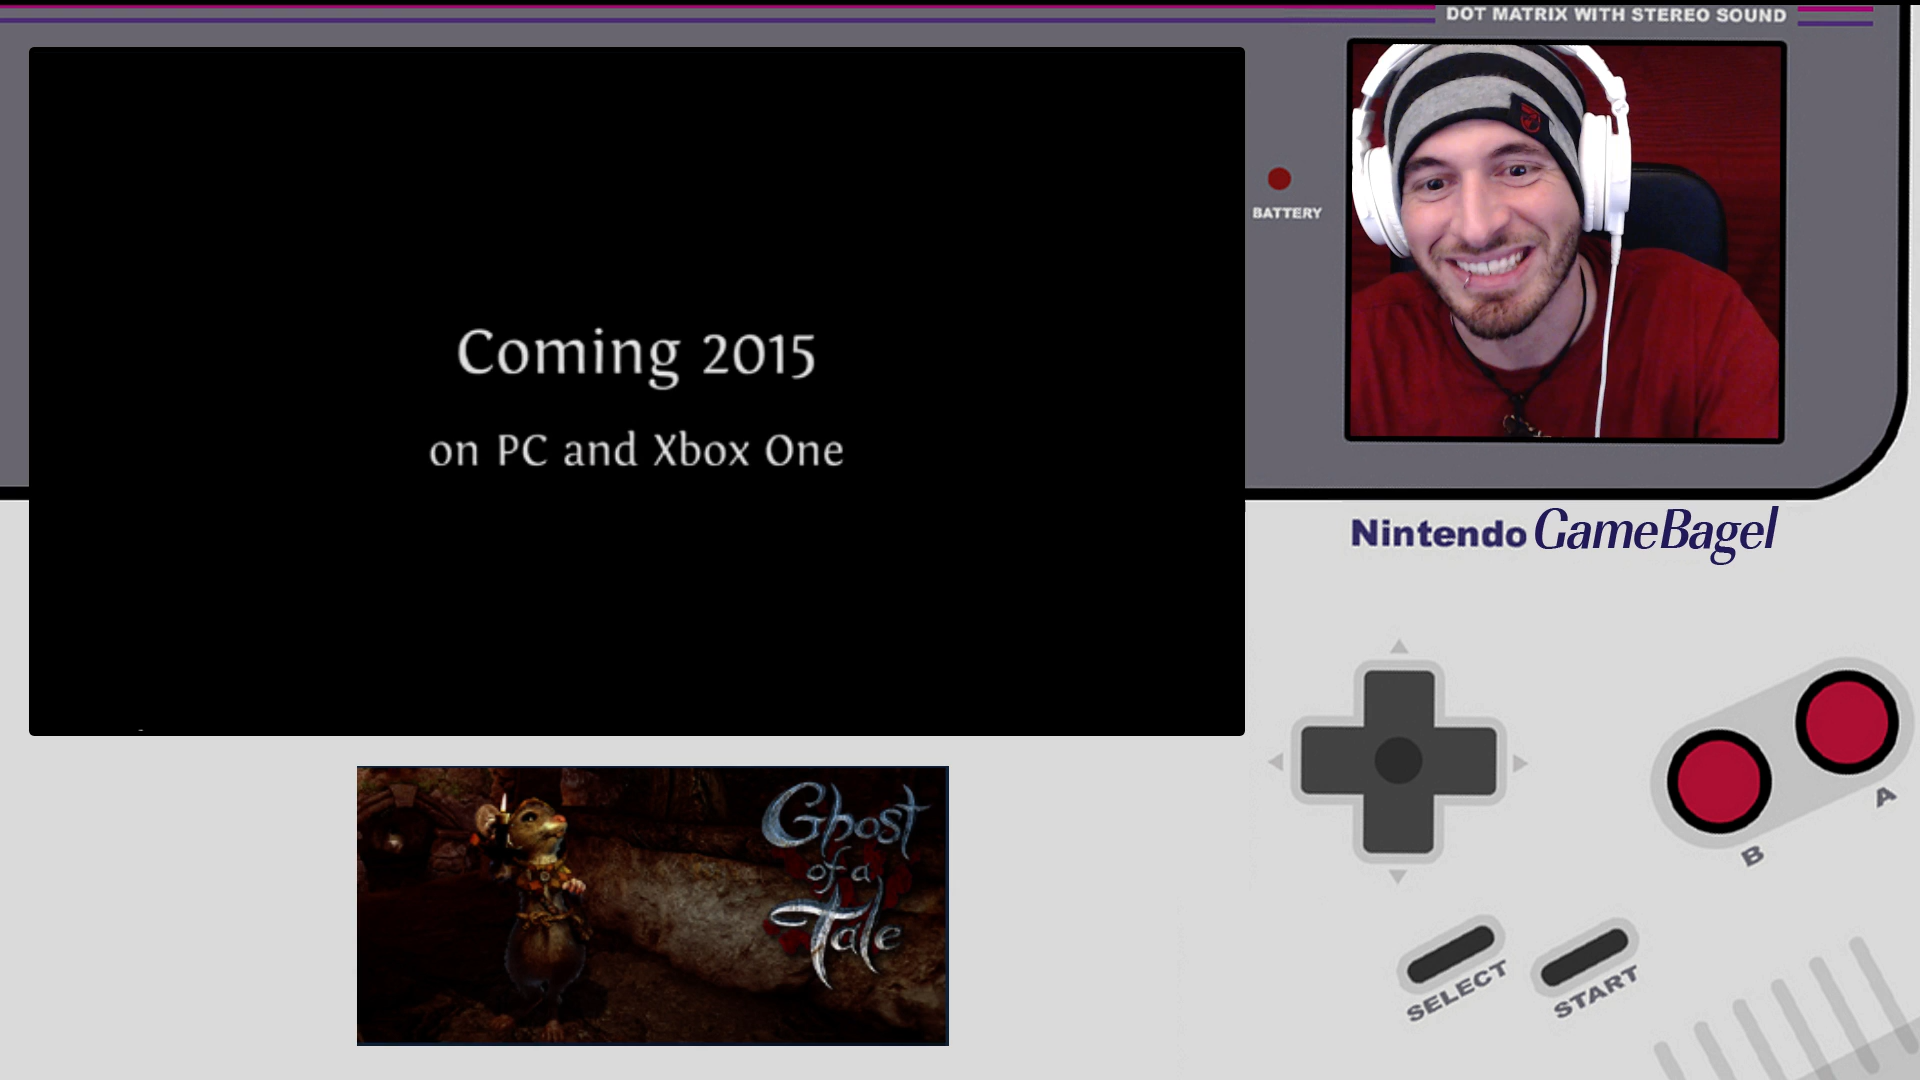 DOT MATRIX WITH STEREO SOUND
Coming 2015
on PC and Xbox One
BATTERY
Nintendo GameBagel
Ghost
of a
Tale
B
A
SELECT
START